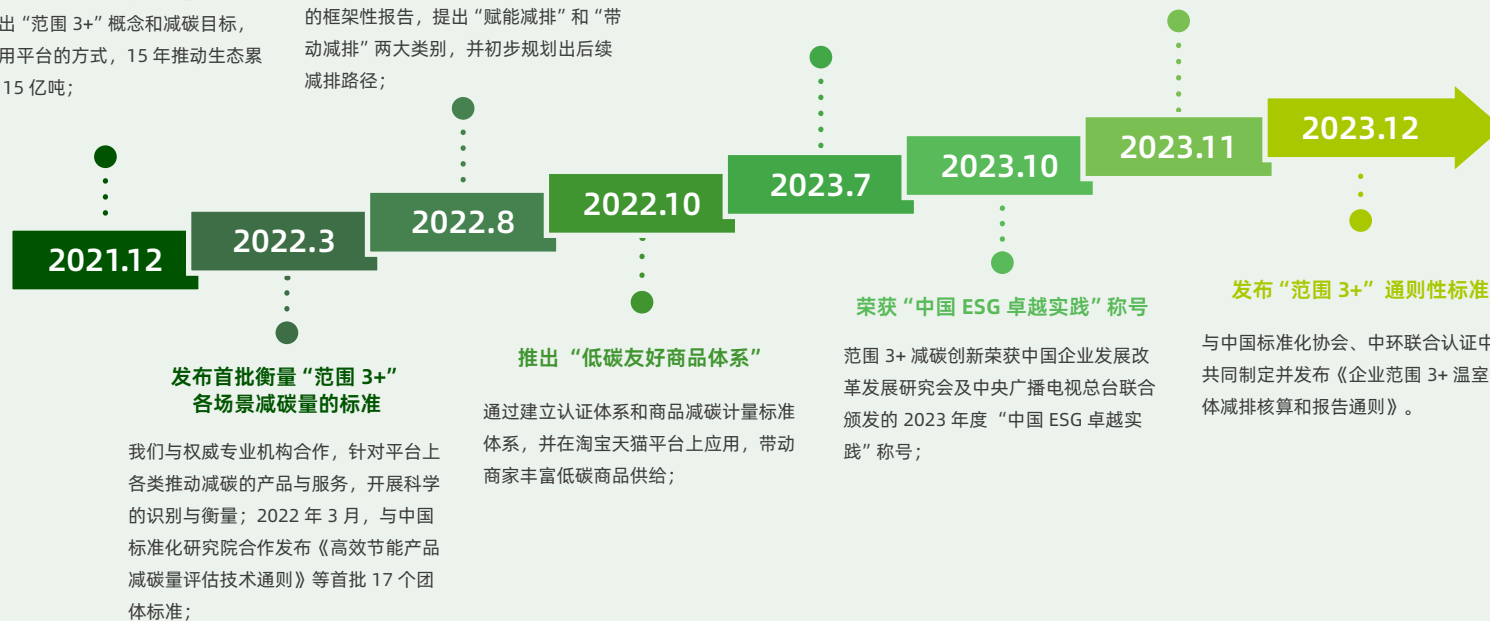 出“范围 3+”概念和减碳目标，
用平台的方式，15 年推动生态累
15 亿吨；
的框架性报告，提出“赋能减排”和“带
动减排”两大类别，并初步规划出后续
减排路径；
2021.12
2022.3
2022.8
2022.10
2023.7
2023.10
2023.11
2023.12
发布首批衡量“范围 3+”
各场景减碳量的标准
我们与权威专业机构合作，针对平台上
各类推动减碳的产品与服务，开展科学
的识别与衡量；2022 年 3 月，与中国
标准化研究院合作发布《高效节能产品
减碳量评估技术通则》等首批 17 个团
体标准；
推出 “低碳友好商品体系”
通过建立认证体系和商品减碳计量标准
体系，并在淘宝天猫平台上应用，带动
商家丰富低碳商品供给；
荣获“中国 ESG 卓越实践”称号
范围 3+ 减碳创新荣获中国企业发展改
革发展研究会及中央广播电视总台联合
颁发的 2023 年度 “中国 ESG 卓越实
践”称号；
发布“范围 3+” 通则性标准
与中国标准化协会、中环联合认证中
共同制定并发布《企业范围 3+ 温室
体减排核算和报告通则》。